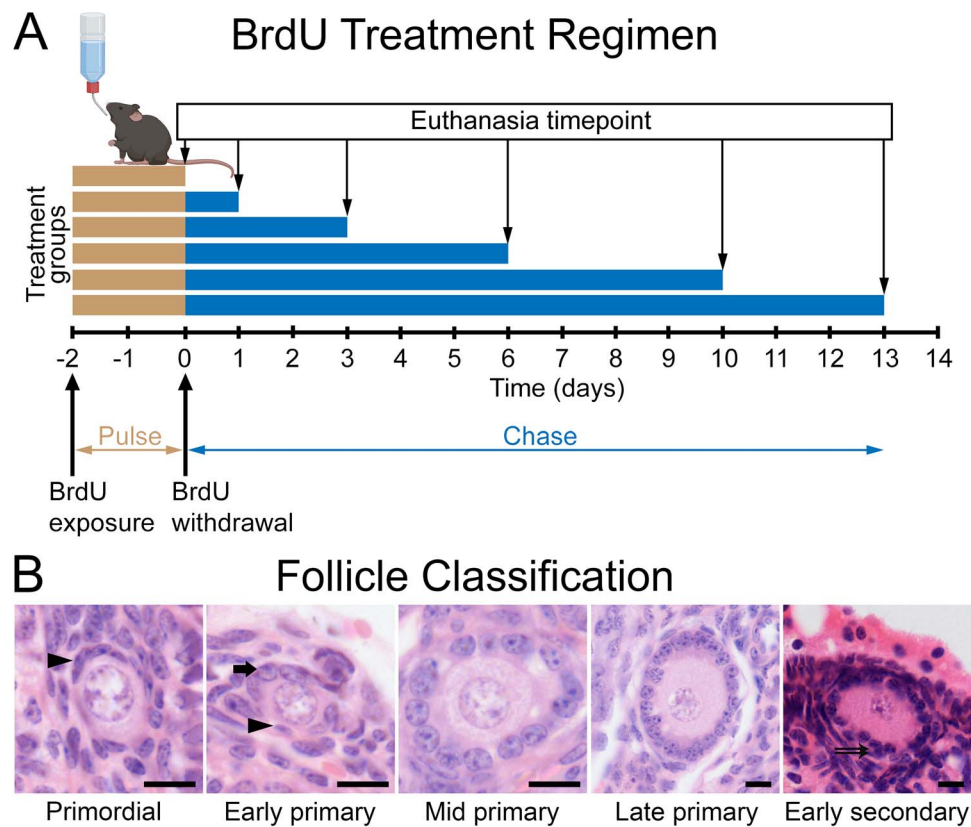 A
BrdU Treatment Regimen
Euthanasia timepoint
Treatment
groups
-2 -1 0 1 2 3 4 5 6 7 8 9 10 11 12 13 14
Time (days)
Pulse
Chase
BrdU
exposure
BrdU
withdrawal
B
Follicle Classification
Primordial
Early primary
Mid primary
Late primary
Early secondary